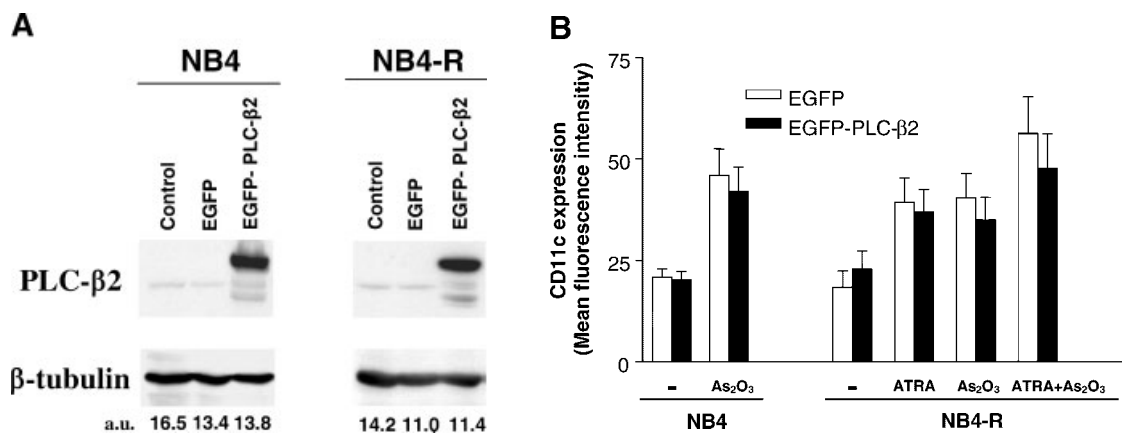 A
NB4
NB4-R
Control
EGFP
EGFP- PLC-β2
Control
EGFP
EGFP- PLC-β2
PLC-β2
β-tubulin
a.u. 16.5 13.4 13.8 14.2 11.0 11.4
B
CD11c expression
(Mean fluorescence intensitiy)
75
50
25
0
EGFP
EGFP-PLC-β2
- As₂O₃ - ATRA As₂O₃ ATRA+As₂O₃
NB4 NB4-R